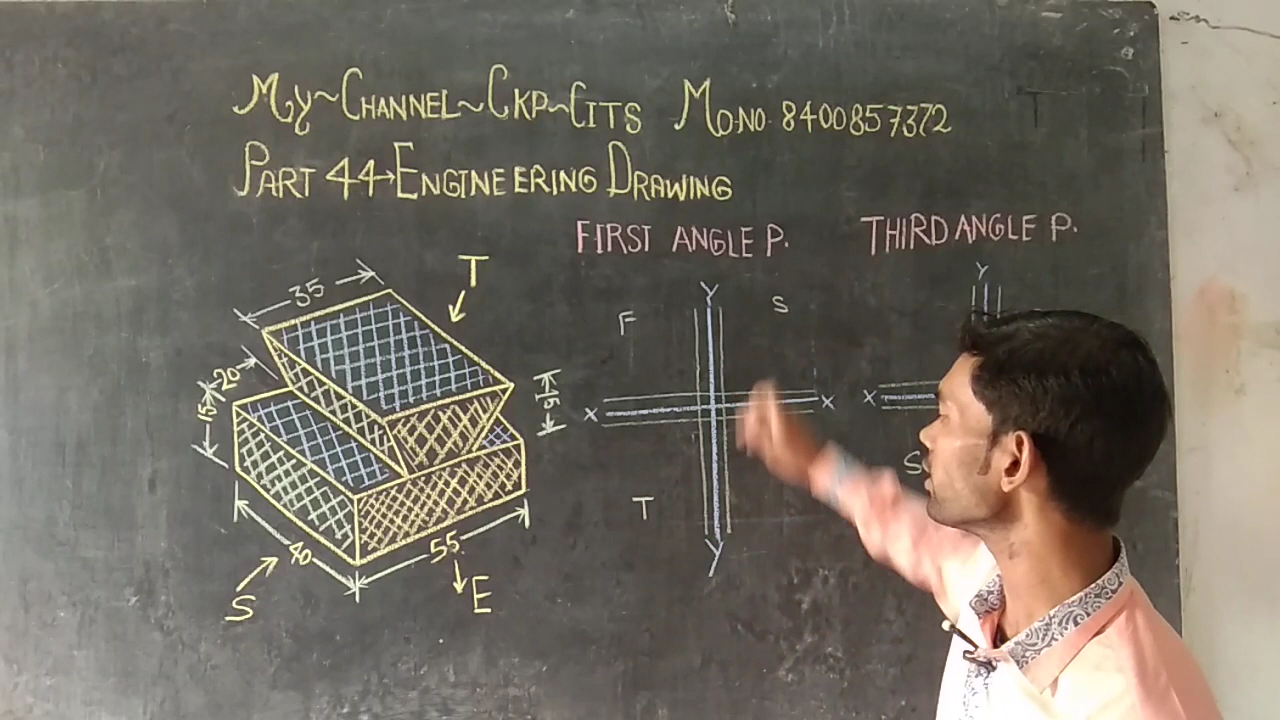 My~CHANNEL~CKP~CITS MO.NO. 8400857372
PART 44→ENGINEERING DRAWING
FIRST ANGLE P. THIRD ANGLE P.
T
35
Y Y
F S
20
15
15
X X X
S
T
40
55
Y
S
E